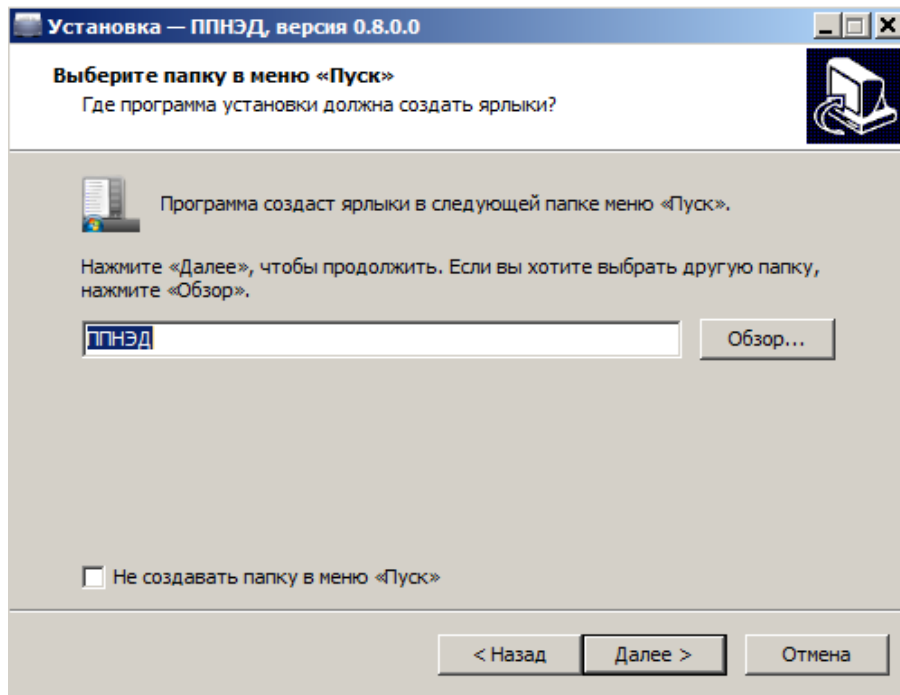 Установка — ППНЭД, версия 0.8.0.0
Выберите папку в меню «Пуск»
Где программа установки должна создать ярлыки?
Программа создаст ярлыки в следующей папке меню «Пуск».
Нажмите «Далее», чтобы продолжить. Если вы хотите выбрать другую папку,
нажмите «Обзор».
ППНЭД
Обзор...
Не создавать папку в меню «Пуск»
< Назад
Далее >
Отмена